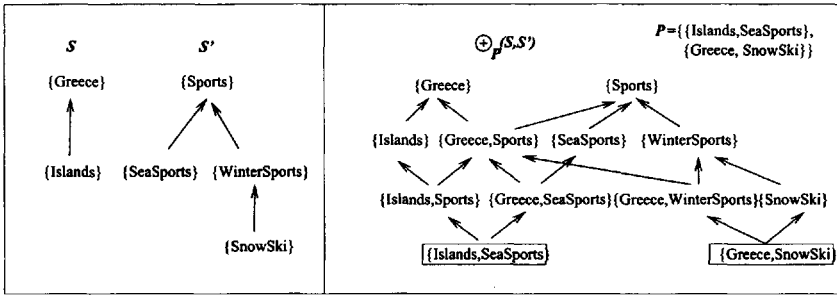 S S'
{Greece} {Sports}
{Islands} {SeaSports} {WinterSports}
{SnowSki}
⊕P(S,S') P={{Islands,SeaSports},
{Greece, SnowSki}}
{Greece} {Sports}
{Islands} {Greece,Sports} {SeaSports} {WinterSports}
{Islands,Sports} {Greece,SeaSports} {Greece,WinterSports} {SnowSki}
{Islands,SeaSports} {Greece,SnowSki}